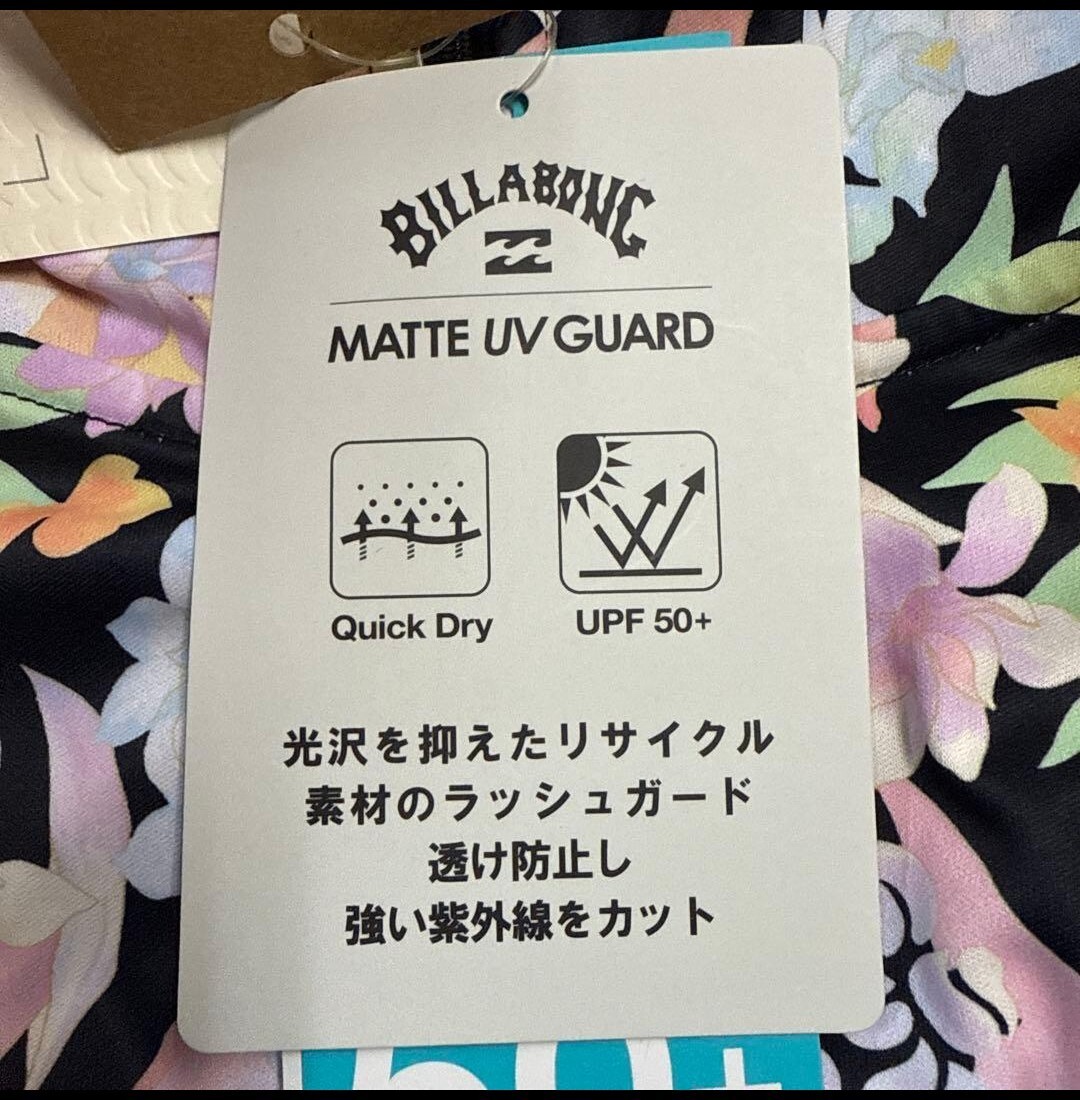 BILLABONG
MATTE UV GUARD
Quick Dry
UPF 50+
光沢を抑えたリサイクル
素材のラッシュガード
透け防止し
強い紫外線をカット
50+